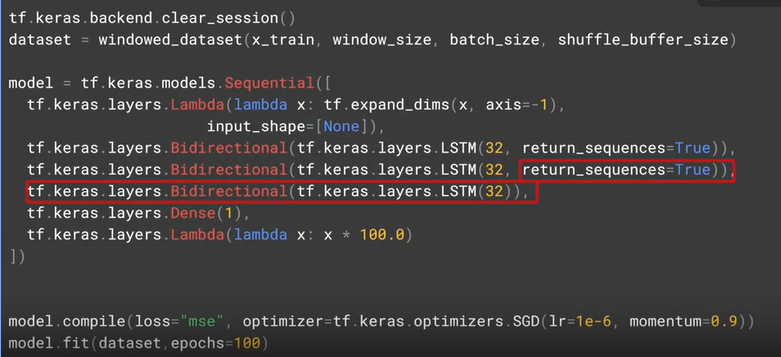 tf.keras.backend.clear_session()
dataset = windowed_dataset(x_train, window_size, batch_size, shuffle_buffer_size)
model = tf.keras.models.Sequential([
tf.keras.layers.Lambda(lambda x: tf.expand_dims(x, axis=-1),
input_shape=[None]),
tf.keras.layers.Bidirectional(tf.keras.layers.LSTM(32, return_sequences=True)),
tf.keras.layers.Bidirectional(tf.keras.layers.LSTM(32, return_sequences=True)),
tf.keras.layers.Bidirectional(tf.keras.layers.LSTM(32)),
tf.keras.layers.Dense(1),
tf.keras.layers.Lambda(lambda x: x * 100.0)
])
model.compile(loss="mse", optimizer=tf.keras.optimizers.SGD(lr=1e-6, momentum=0.9))
model.fit(dataset,epochs=100)